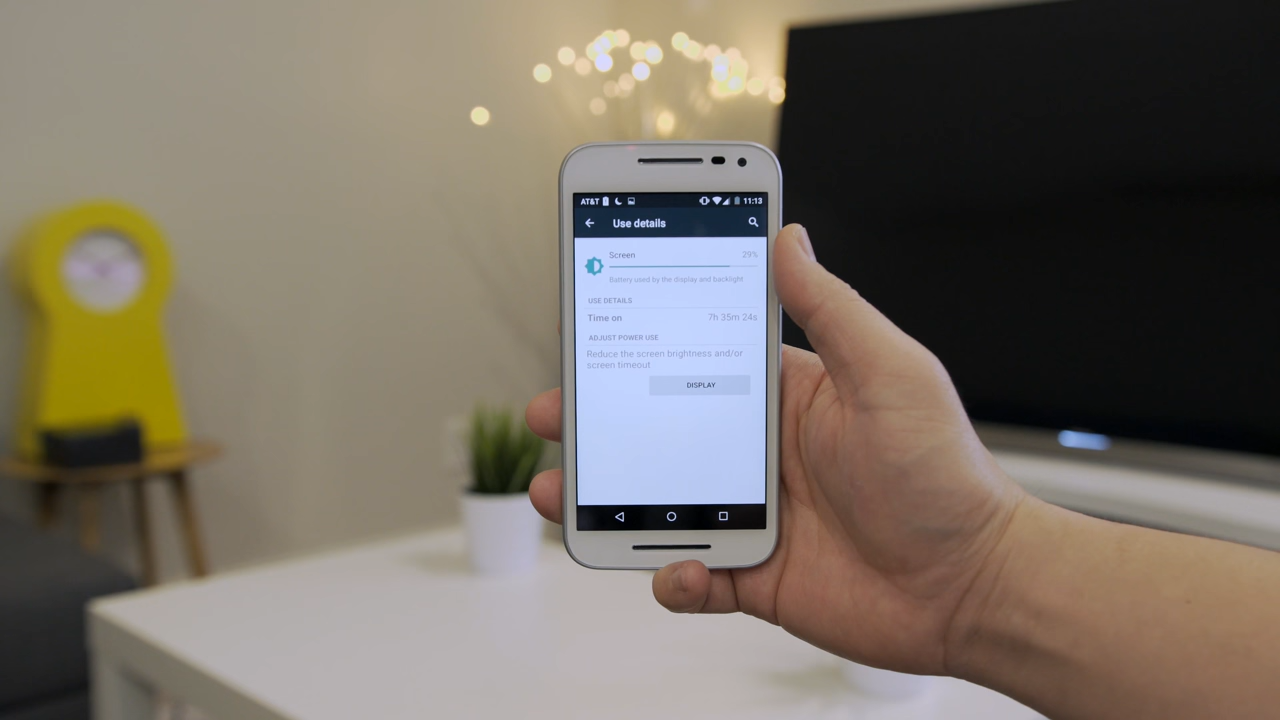 AT&T 11:13
Use details
Screen 29%
Battery used by the display and backlight
USE DETAILS
Time on 7h 35m 24s
ADJUST POWER USE
Reduce the screen brightness and/or
screen timeout
DISPLAY